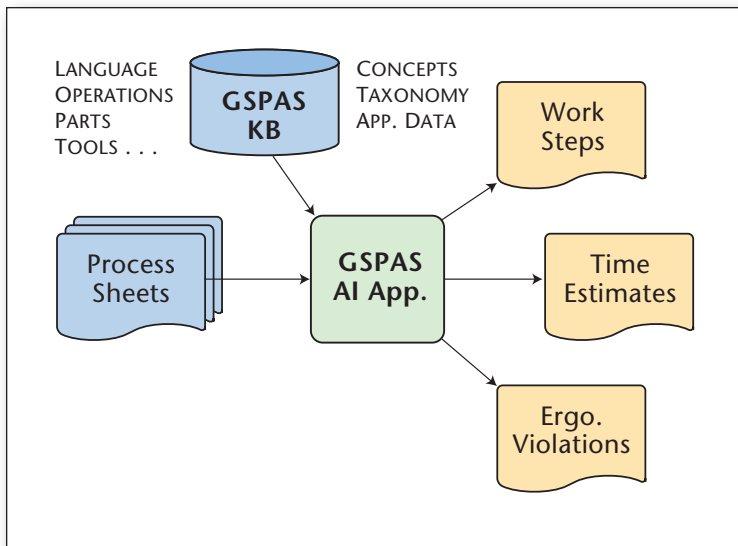 LANGUAGE
OPERATIONS
PARTS
TOOLS . . .
GSPAS
KB
CONCEPTS
TAXONOMY
APP. DATA
Work
Steps
Process
Sheets
GSPAS
AI App.
Time
Estimates
Ergo.
Violations